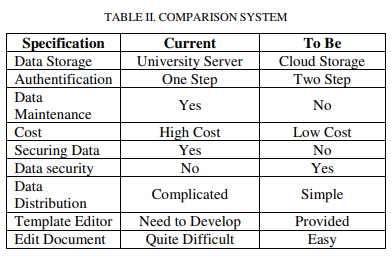 TABLE II. COMPARISON SYSTEM
Specification Current To Be
Data Storage University Server Cloud Storage
Authentification One Step Two Step
Data
Maintenance Yes No
Cost High Cost Low Cost
Securing Data Yes No
Data security No Yes
Data
Distribution Complicated Simple
Template Editor Need to Develop Provided
Edit Document Quite Difficult Easy